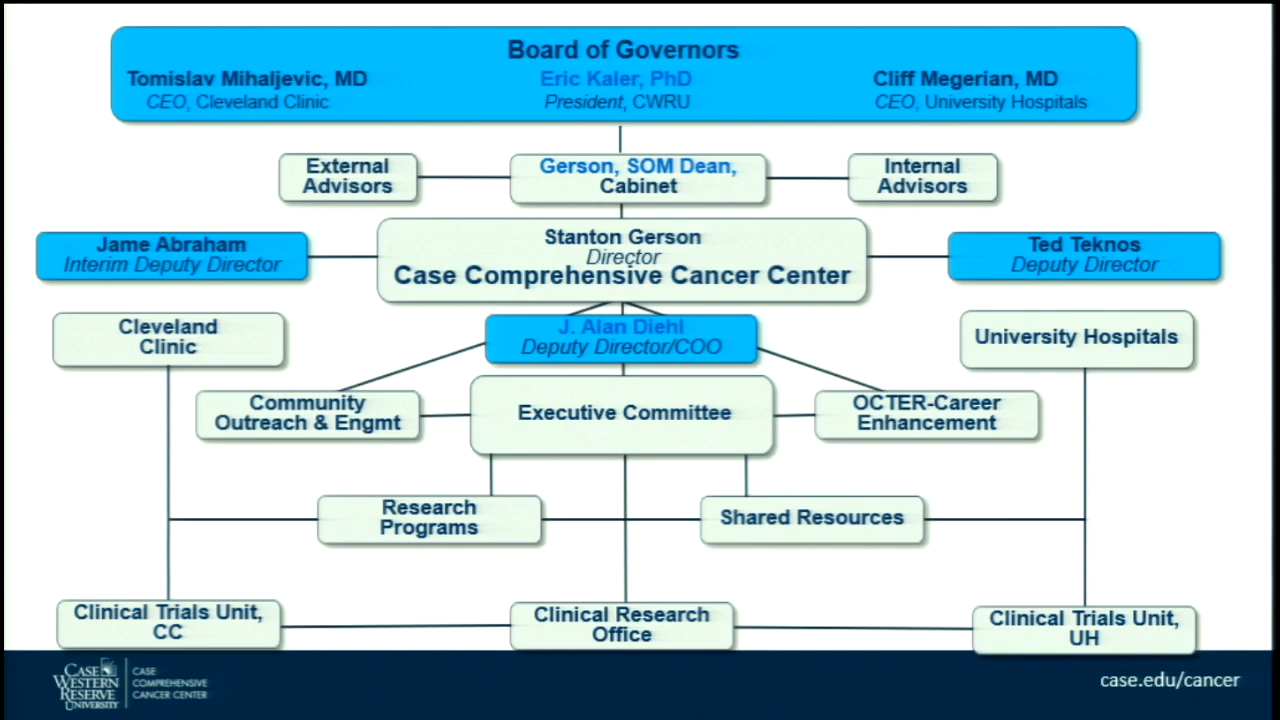 Board of Governors
Tomislav Mihaljevic, MD
CEO, Cleveland Clinic
Eric Kaler, PhD
President, CWRU
Cliff Megerian, MD
CEO, University Hospitals
External
Advisors
Gerson, SOM Dean,
Cabinet
Internal
Advisors
Jame Abraham
Interim Deputy Director
Stanton Gerson
Director
Case Comprehensive Cancer Center
Ted Teknos
Deputy Director
Cleveland
Clinic
J. Alan Diehl
Deputy Director/COO
University Hospitals
Community
Outreach & Engmt
Executive Committee
OCTER-Career
Enhancement
Research
Programs
Shared Resources
Clinical Trials Unit,
CC
Clinical Research
Office
Clinical Trials Unit,
UH
CASE
WESTERN
RESERVE
UNIVERSITY
CASE
COMPREHENSIVE
CANCER CENTER
case.edu/cancer